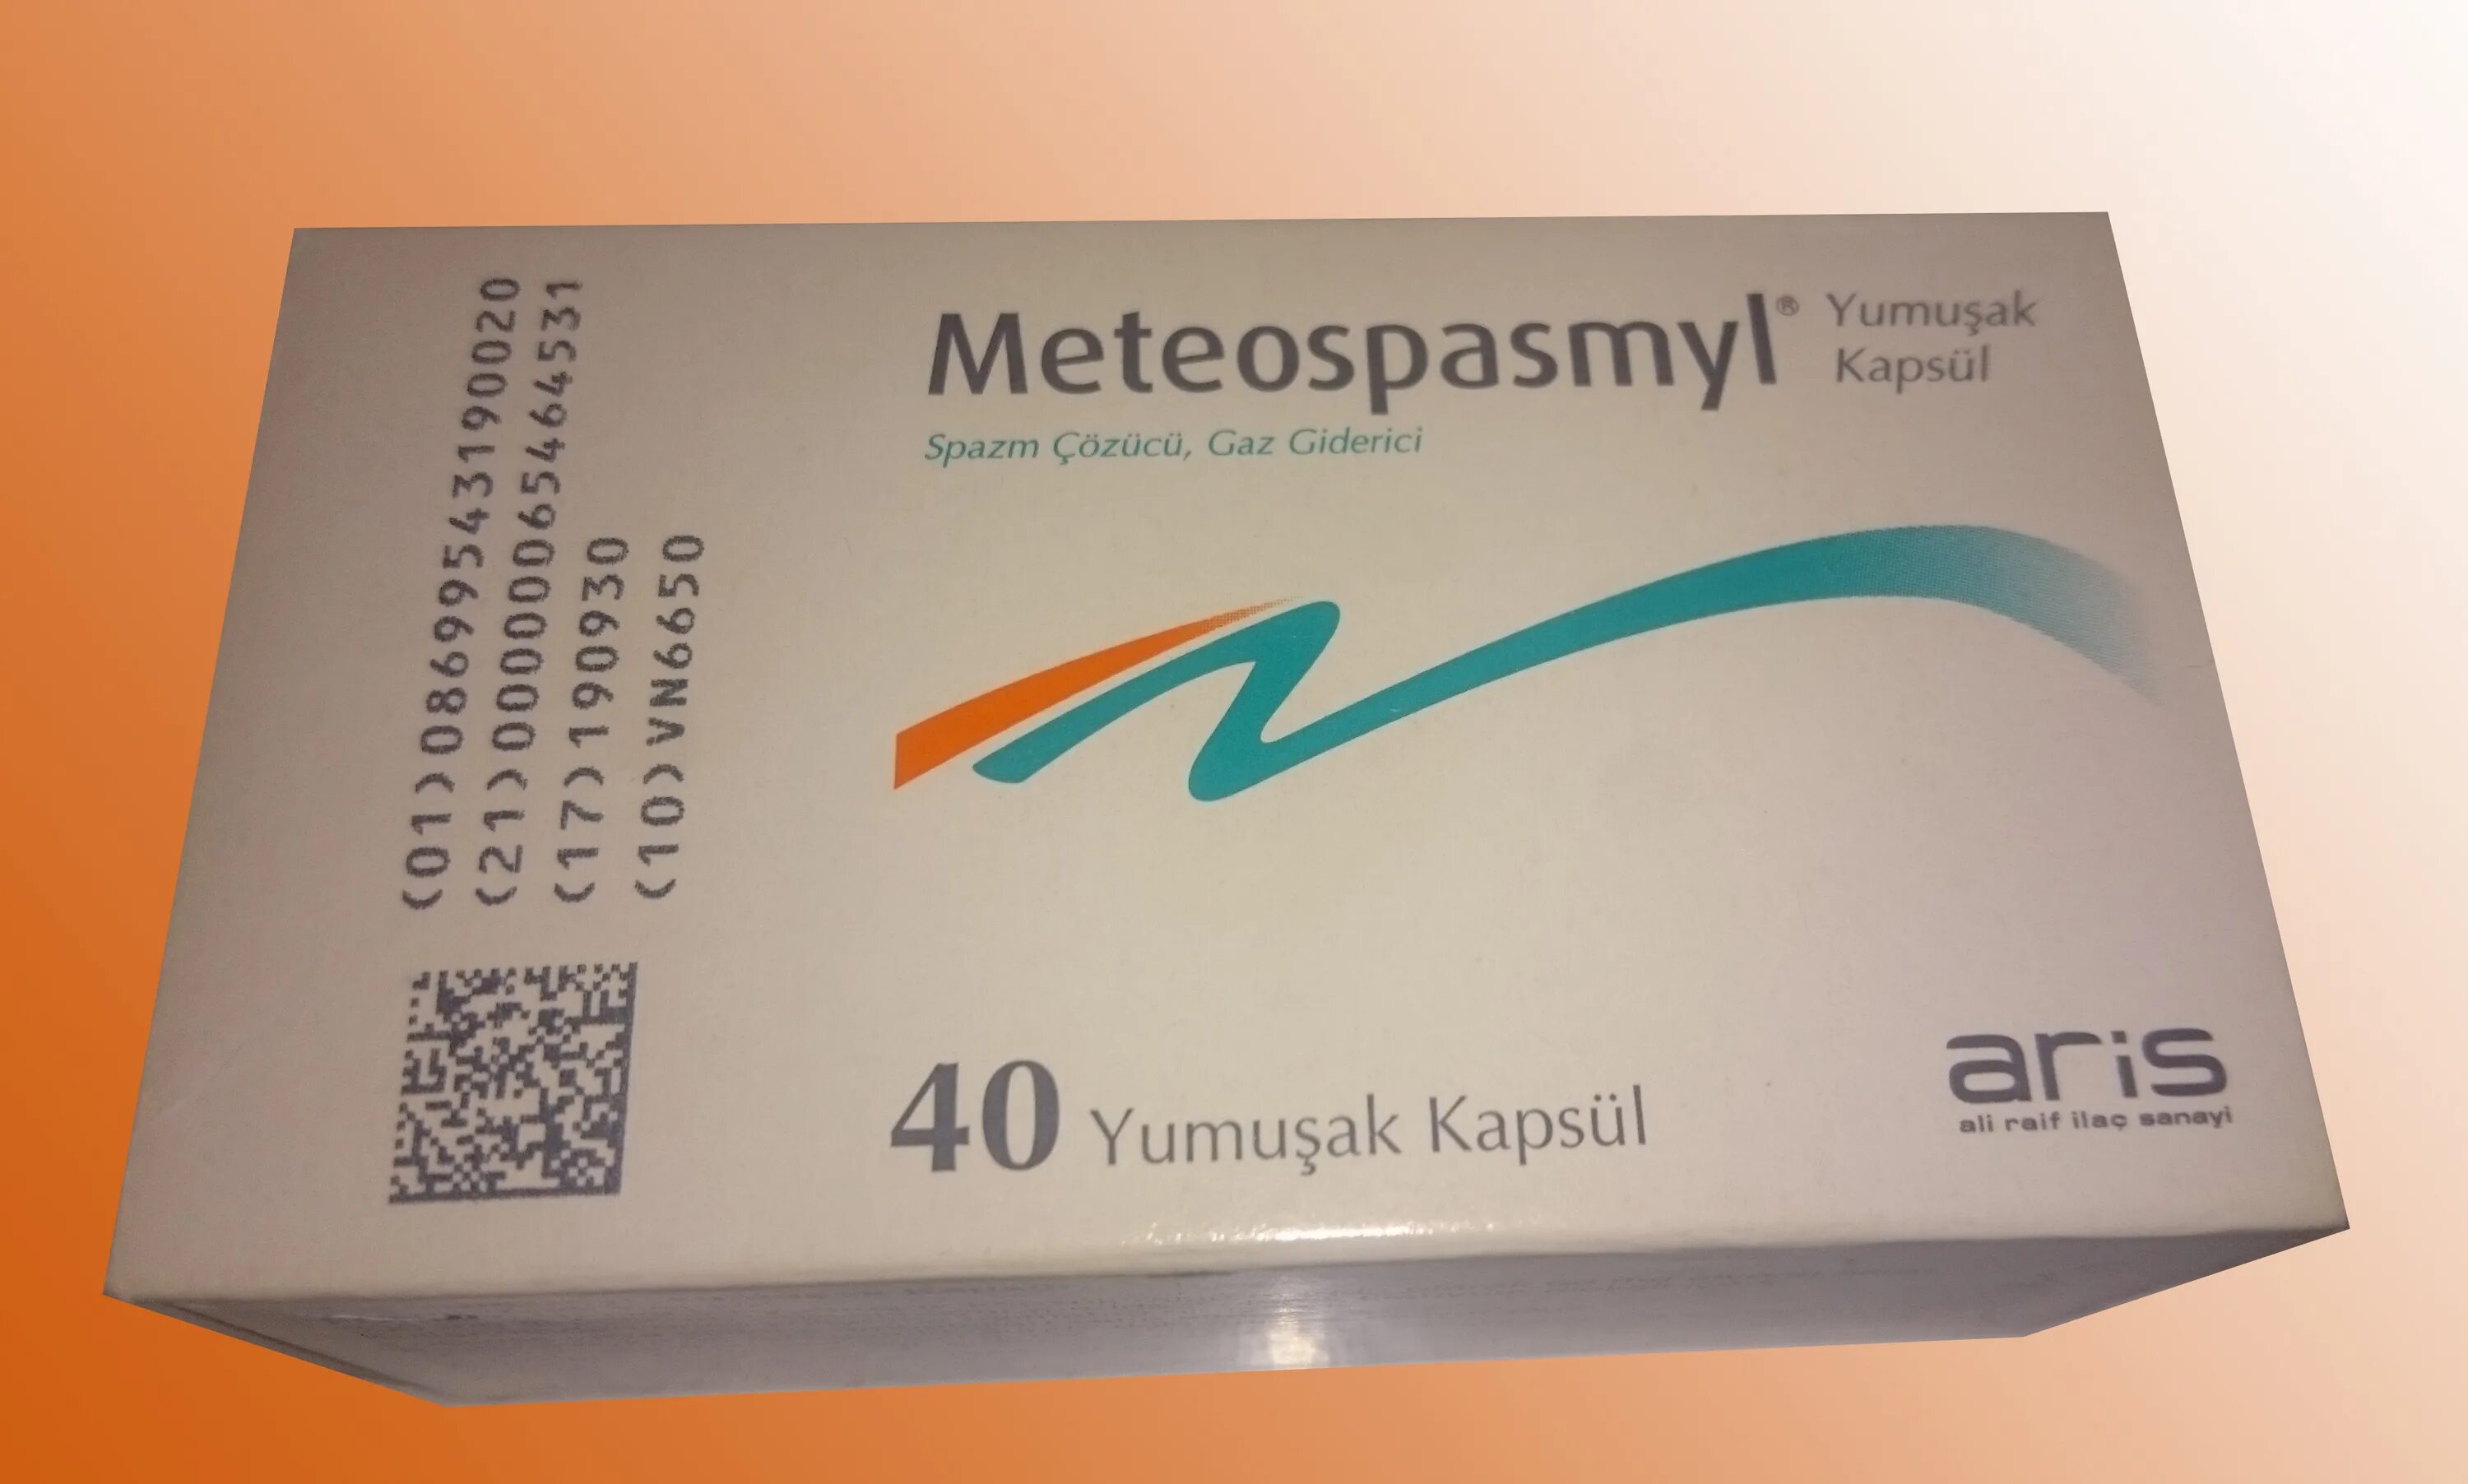 Meteospasmyl® Yumuşak
Kapsül
Spazm Çözücü, Gaz Giderici
(01)08699543190020
(21)00000065464531
(17)190930
(10)VN6650
40 Yumuşak Kapsül
aris
ali raif ilaç sanayi